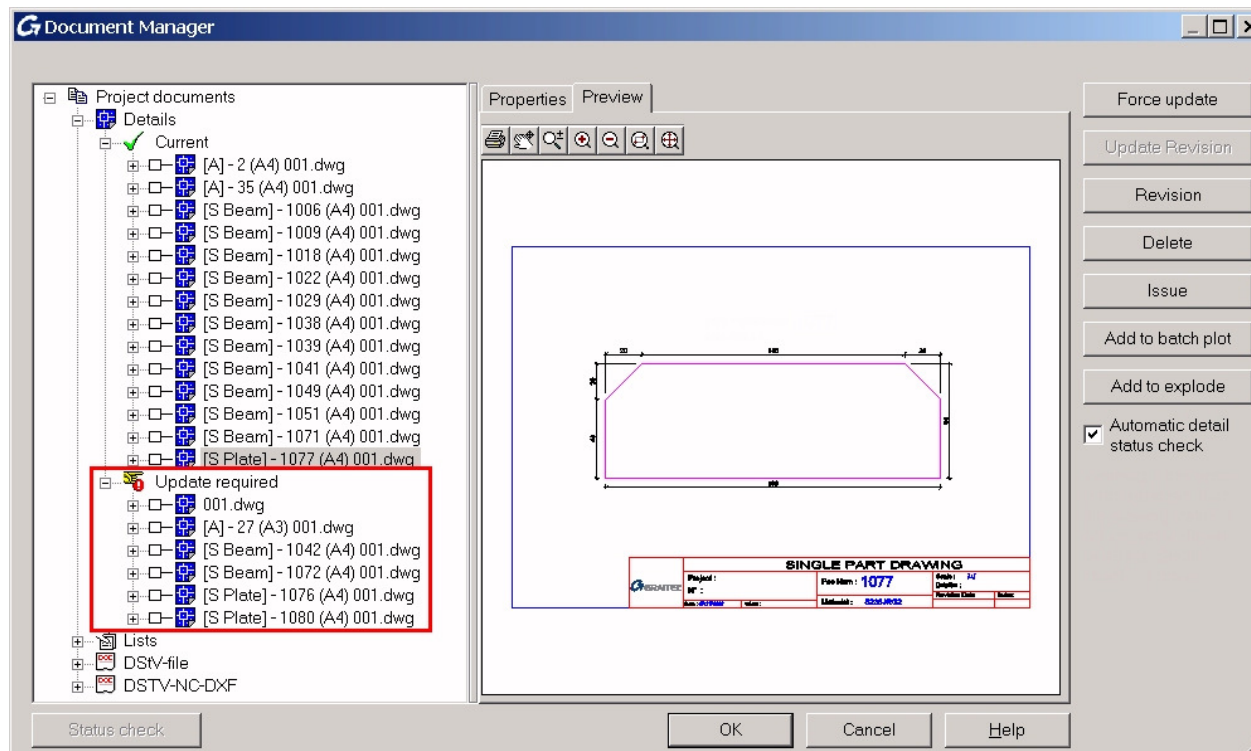 Document Manager
Project documents
Details
Current
[A] - 2 (A4) 001.dwg
[A] - 35 (A4) 001.dwg
[S Beam] - 1006 (A4) 001.dwg
[S Beam] - 1009 (A4) 001.dwg
[S Beam] - 1018 (A4) 001.dwg
[S Beam] - 1022 (A4) 001.dwg
[S Beam] - 1029 (A4) 001.dwg
[S Beam] - 1038 (A4) 001.dwg
[S Beam] - 1039 (A4) 001.dwg
[S Beam] - 1041 (A4) 001.dwg
[S Beam] - 1049 (A4) 001.dwg
[S Beam] - 1051 (A4) 001.dwg
[S Beam] - 1071 (A4) 001.dwg
[S Plate] - 1077 (A4) 001.dwg
Update required
001.dwg
[A] - 27 (A3) 001.dwg
[S Beam] - 1042 (A4) 001.dwg
[S Beam] - 1072 (A4) 001.dwg
[S Plate] - 1076 (A4) 001.dwg
[S Plate] - 1080 (A4) 001.dwg
Lists
DStV-file
DSTV-NC-DXF
Properties
Preview
20
SINGLE PART DRAWING
GRAITEC
Project :
N° :
1077
Material :
Force update
Update Revision
Revision
Delete
Issue
Add to batch plot
Add to explode
Automatic detail
status check
Status check
OK
Cancel
Help